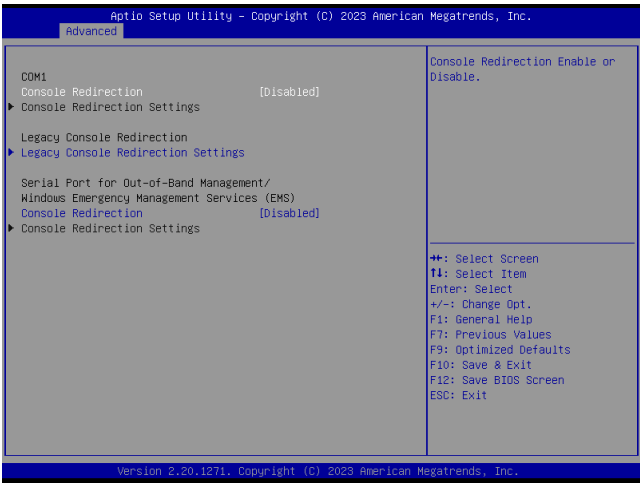 Aptio Setup Utility – Copyright (C) 2023 American Megatrends, Inc.
Advanced
COM1
Console Redirection [Disabled]
Console Redirection Settings
Legacy Console Redirection
Legacy Console Redirection Settings
Serial Port for Out-of-Band Management/
Windows Emergency Management Services (EMS)
Console Redirection [Disabled]
Console Redirection Settings
Console Redirection Enable or
Disable.
→←: Select Screen
↑↓: Select Item
Enter: Select
+/-: Change Opt.
F1: General Help
F7: Previous Values
F9: Optimized Defaults
F10: Save & Exit
F12: Save BIOS Screen
ESC: Exit
Version 2.20.1271. Copyright (C) 2023 American Megatrends, Inc.